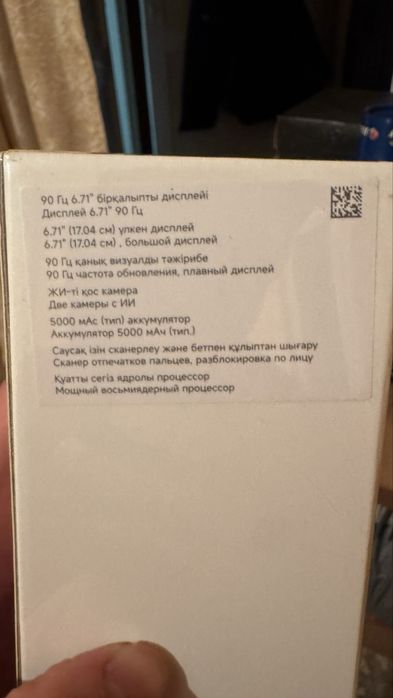 90 Гц 6.71" бірқалыпты дисплейі
Дисплей 6.71" 90 Гц
6.71" (17.04 см) үлкен дисплей
6.71" (17.04 см) , большой дисплей
90 Гц қанық визуалды тәжірибе
90 Гц частота обновления, плавный дисплей
ЖИ-ті қос камера
Две камеры с ИИ
5000 мАс (тип) аккумулятор
Аккумулятор 5000 мАч (тип.)
Саусақ ізін сканерлеу және бетпен құлыптан шығару
Сканер отпечатков пальцев, разблокировка по лицу
Қуатты сегіз ядролы процессор
Мощный восьмиядерный процессор